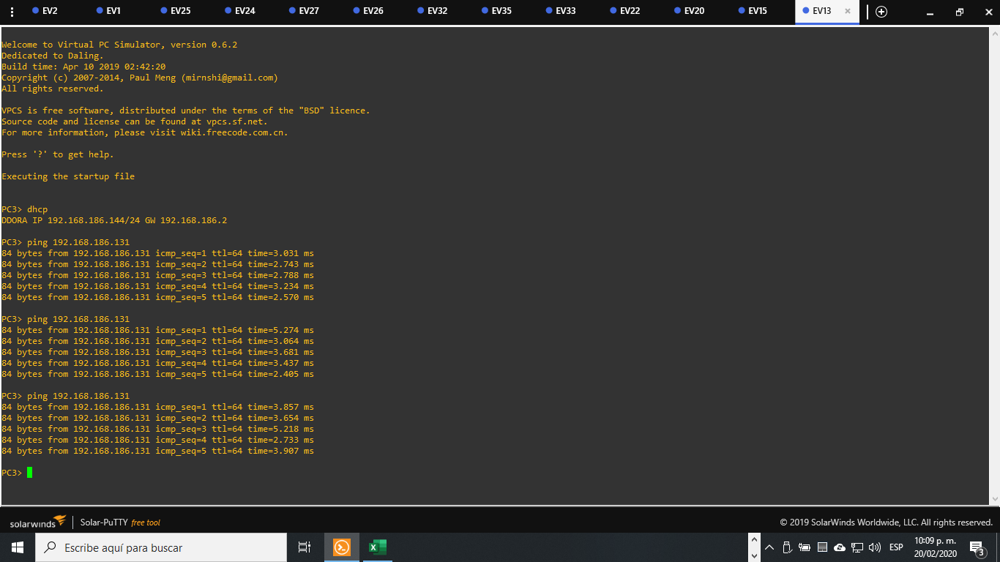 EV2 EV1 EV25 EV24 EV27 EV26 EV32 EV35 EV33 EV22 EV20 EV15 EV13
Welcome to Virtual PC Simulator, version 0.6.2
Dedicated to Daling.
Build time: Apr 10 2019 02:42:20
Copyright (c) 2007-2014, Paul Meng (mirnshi@gmail.com)
All rights reserved.
VPCS is free software, distributed under the terms of the "BSD" licence.
Source code and license can be found at vpcs.sf.net.
For more information, please visit wiki.freecode.com.cn.
Press '?' to get help.
Executing the startup file
PC3> dhcp
DDORA IP 192.168.186.144/24 GW 192.168.186.2
PC3> ping 192.168.186.131
84 bytes from 192.168.186.131 icmp_seq=1 ttl=64 time=3.031 ms
84 bytes from 192.168.186.131 icmp_seq=2 ttl=64 time=2.743 ms
84 bytes from 192.168.186.131 icmp_seq=3 ttl=64 time=2.788 ms
84 bytes from 192.168.186.131 icmp_seq=4 ttl=64 time=3.234 ms
84 bytes from 192.168.186.131 icmp_seq=5 ttl=64 time=2.570 ms
PC3> ping 192.168.186.131
84 bytes from 192.168.186.131 icmp_seq=1 ttl=64 time=5.274 ms
84 bytes from 192.168.186.131 icmp_seq=2 ttl=64 time=3.064 ms
84 bytes from 192.168.186.131 icmp_seq=3 ttl=64 time=3.681 ms
84 bytes from 192.168.186.131 icmp_seq=4 ttl=64 time=3.437 ms
84 bytes from 192.168.186.131 icmp_seq=5 ttl=64 time=2.405 ms
PC3> ping 192.168.186.131
84 bytes from 192.168.186.131 icmp_seq=1 ttl=64 time=3.857 ms
84 bytes from 192.168.186.131 icmp_seq=2 ttl=64 time=3.654 ms
84 bytes from 192.168.186.131 icmp_seq=3 ttl=64 time=5.218 ms
84 bytes from 192.168.186.131 icmp_seq=4 ttl=64 time=2.733 ms
84 bytes from 192.168.186.131 icmp_seq=5 ttl=64 time=3.907 ms
PC3>
solarwinds Solar-PuTTY free tool © 2019 SolarWinds Worldwide, LLC. All rights reserved.
Escribe aquí para buscar
ESP
10:09 p. m.
20/02/2020
3